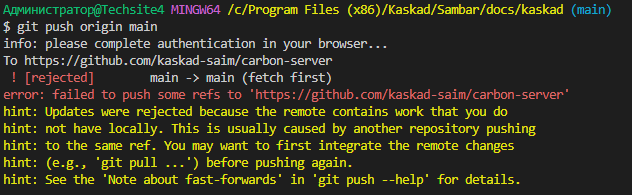 Администратор@Techsite4 MINGW64 /c/Program Files (x86)/Kaskad/Sambar/docs/kaskad (main)
$ git push origin main
info: please complete authentication in your browser...
To https://github.com/kaskad-saim/carbon-server
 ! [rejected]        main -> main (fetch first)
error: failed to push some refs to 'https://github.com/kaskad-saim/carbon-server'
hint: Updates were rejected because the remote contains work that you do
hint: not have locally. This is usually caused by another repository pushing
hint: to the same ref. You may want to first integrate the remote changes
hint: (e.g., 'git pull ...') before pushing again.
hint: See the 'Note about fast-forwards' in 'git push --help' for details.